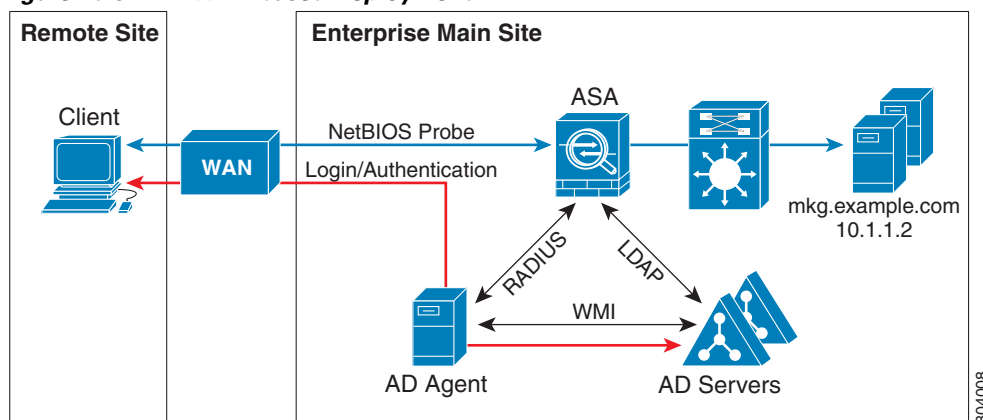 Remote Site
Enterprise Main Site
Client
ASA
NetBIOS Probe
WAN
Login/Authentication
mkg.example.com
10.1.1.2
RADIUS
LDAP
WMI
AD Agent
AD Servers
304008